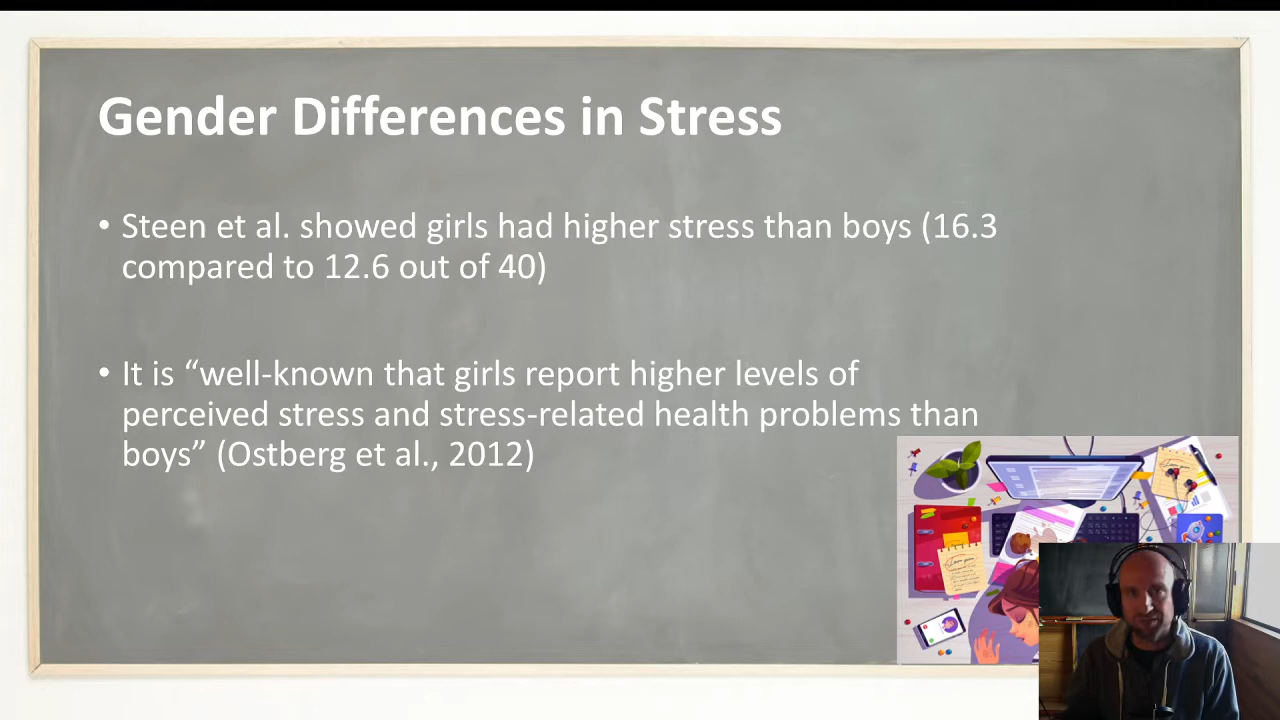 Gender Differences in Stress
• Steen et al. showed girls had higher stress than boys (16.3
compared to 12.6 out of 40)
• It is “well-known that girls report higher levels of
perceived stress and stress-related health problems than
boys” (Ostberg et al., 2012)